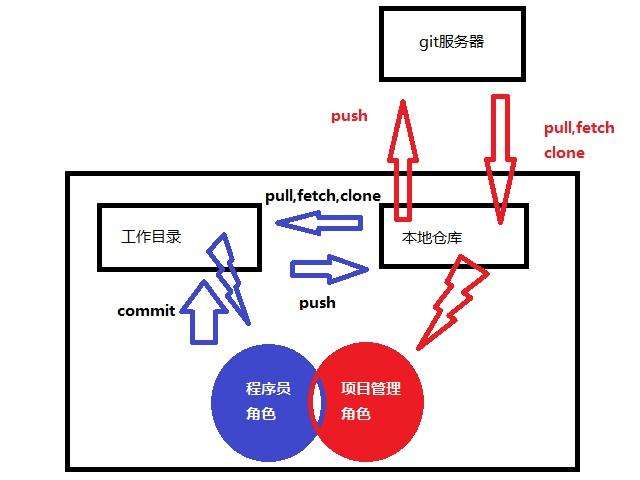 git服务器
push
pull,fetch
clone
pull,fetch,clone
工作目录
本地仓库
push
commit
程序员
角色
项目管理
角色